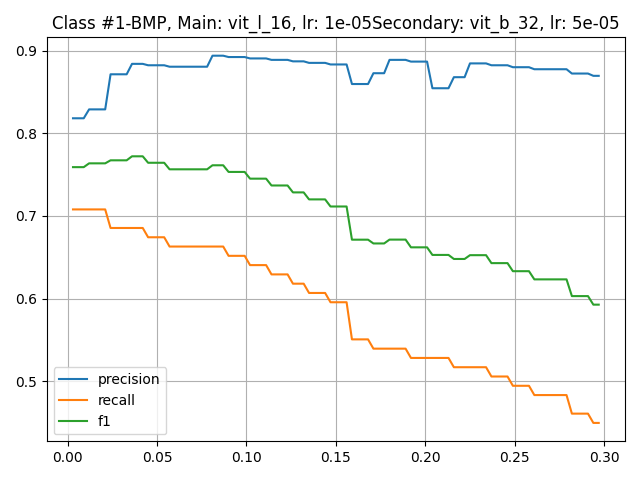 Class #1-BMP, Main: vit_l_16, lr: 1e-05Secondary: vit_b_32, lr: 5e-05
0.9
0.8
0.7
0.6
0.5
precision
recall
f1
0.00 0.05 0.10 0.15 0.20 0.25 0.30